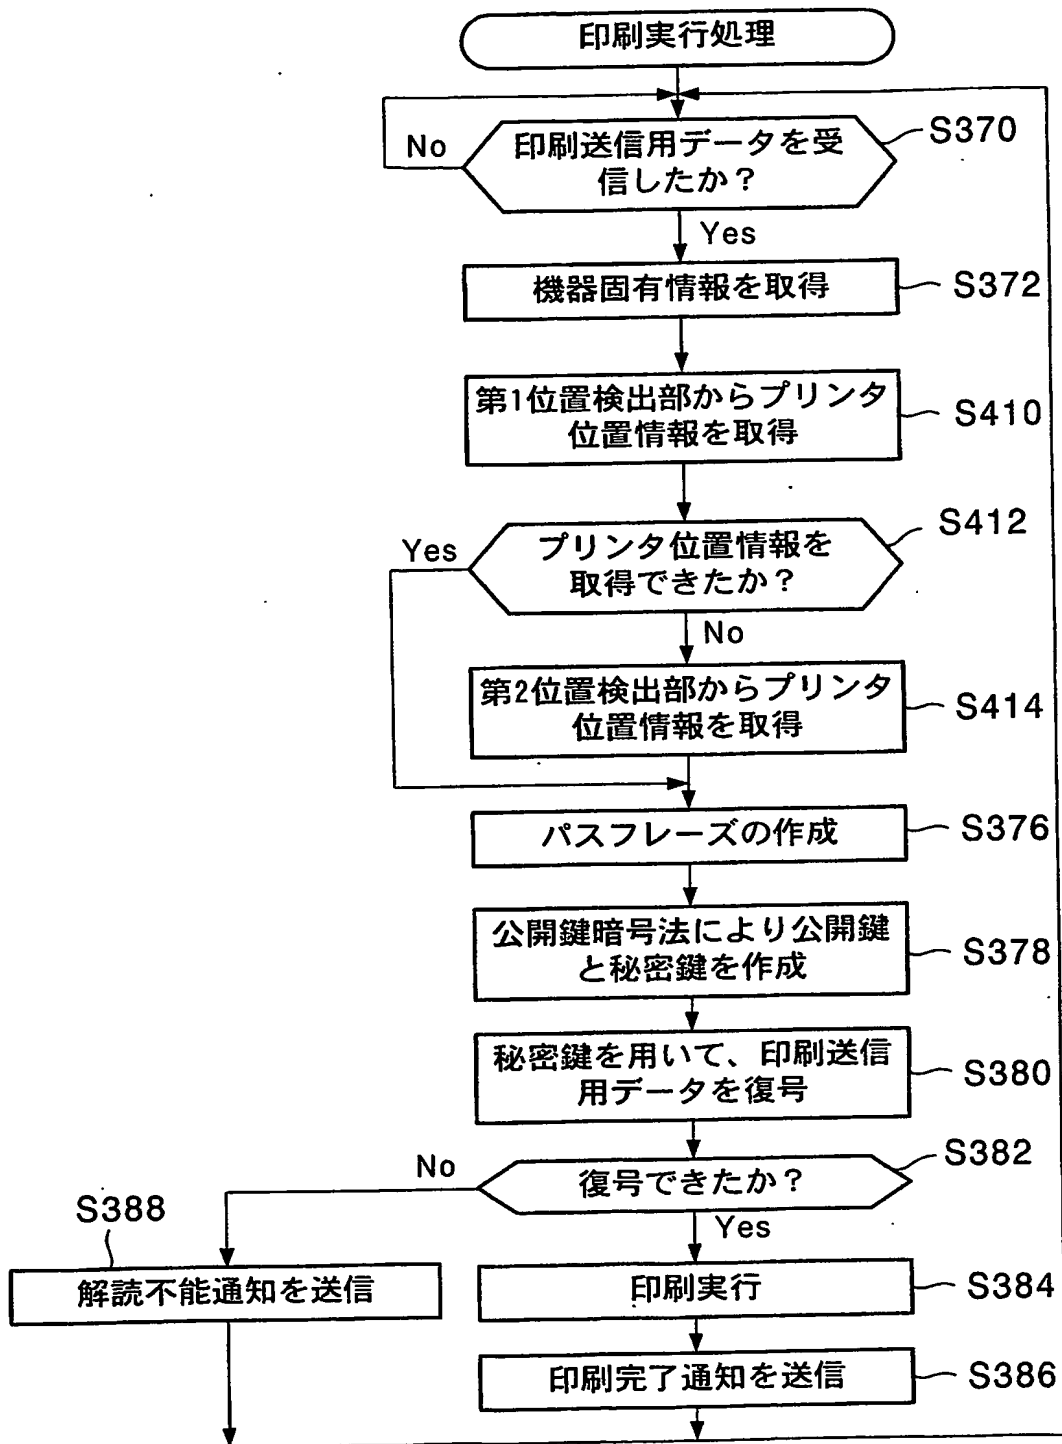 印刷実行処理
印刷送信用データを受
信したか？
S370
No
Yes
機器固有情報を取得
S372
第1位置検出部からプリンタ
位置情報を取得
S410
プリンタ位置情報を
取得できたか？
S412
Yes
No
第2位置検出部からプリンタ
位置情報を取得
S414
パスフレーズの作成
S376
公開鍵暗号法により公開鍵
と秘密鍵を作成
S378
秘密鍵を用いて、印刷送信
用データを復号
S380
復号できたか？
S382
No
Yes
S388
解読不能通知を送信
印刷実行
S384
印刷完了通知を送信
S386